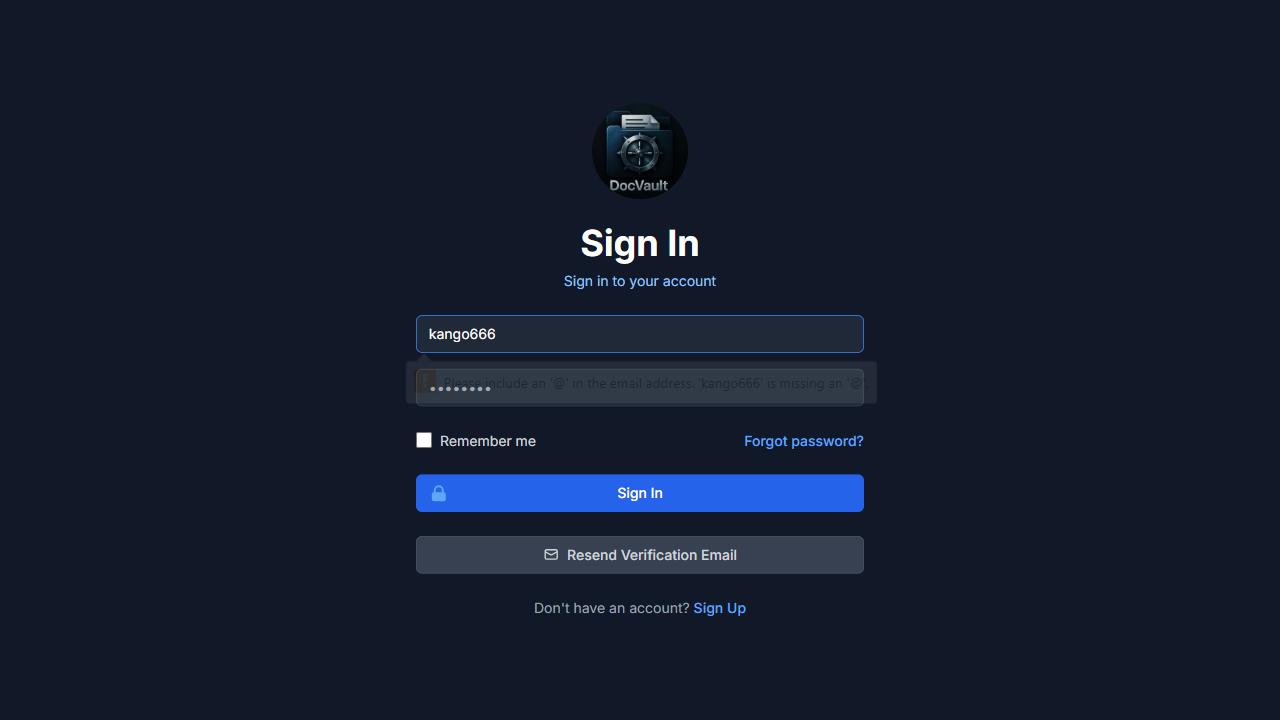 DocVault
Sign In
Sign in to your account
kango666
Please include an '@' in the email address. 'kango666' is missing an '@'.
••••••••
Remember me
Forgot password?
Sign In
Resend Verification Email
Don't have an account? Sign Up